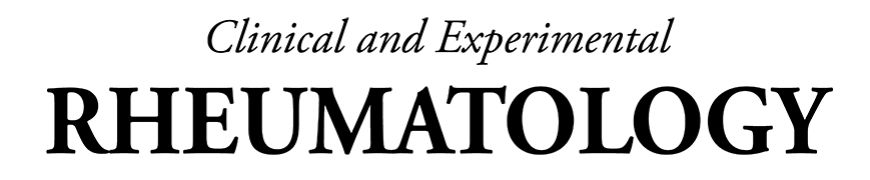 Clinical and Experimental
RHEUMATOLOGY